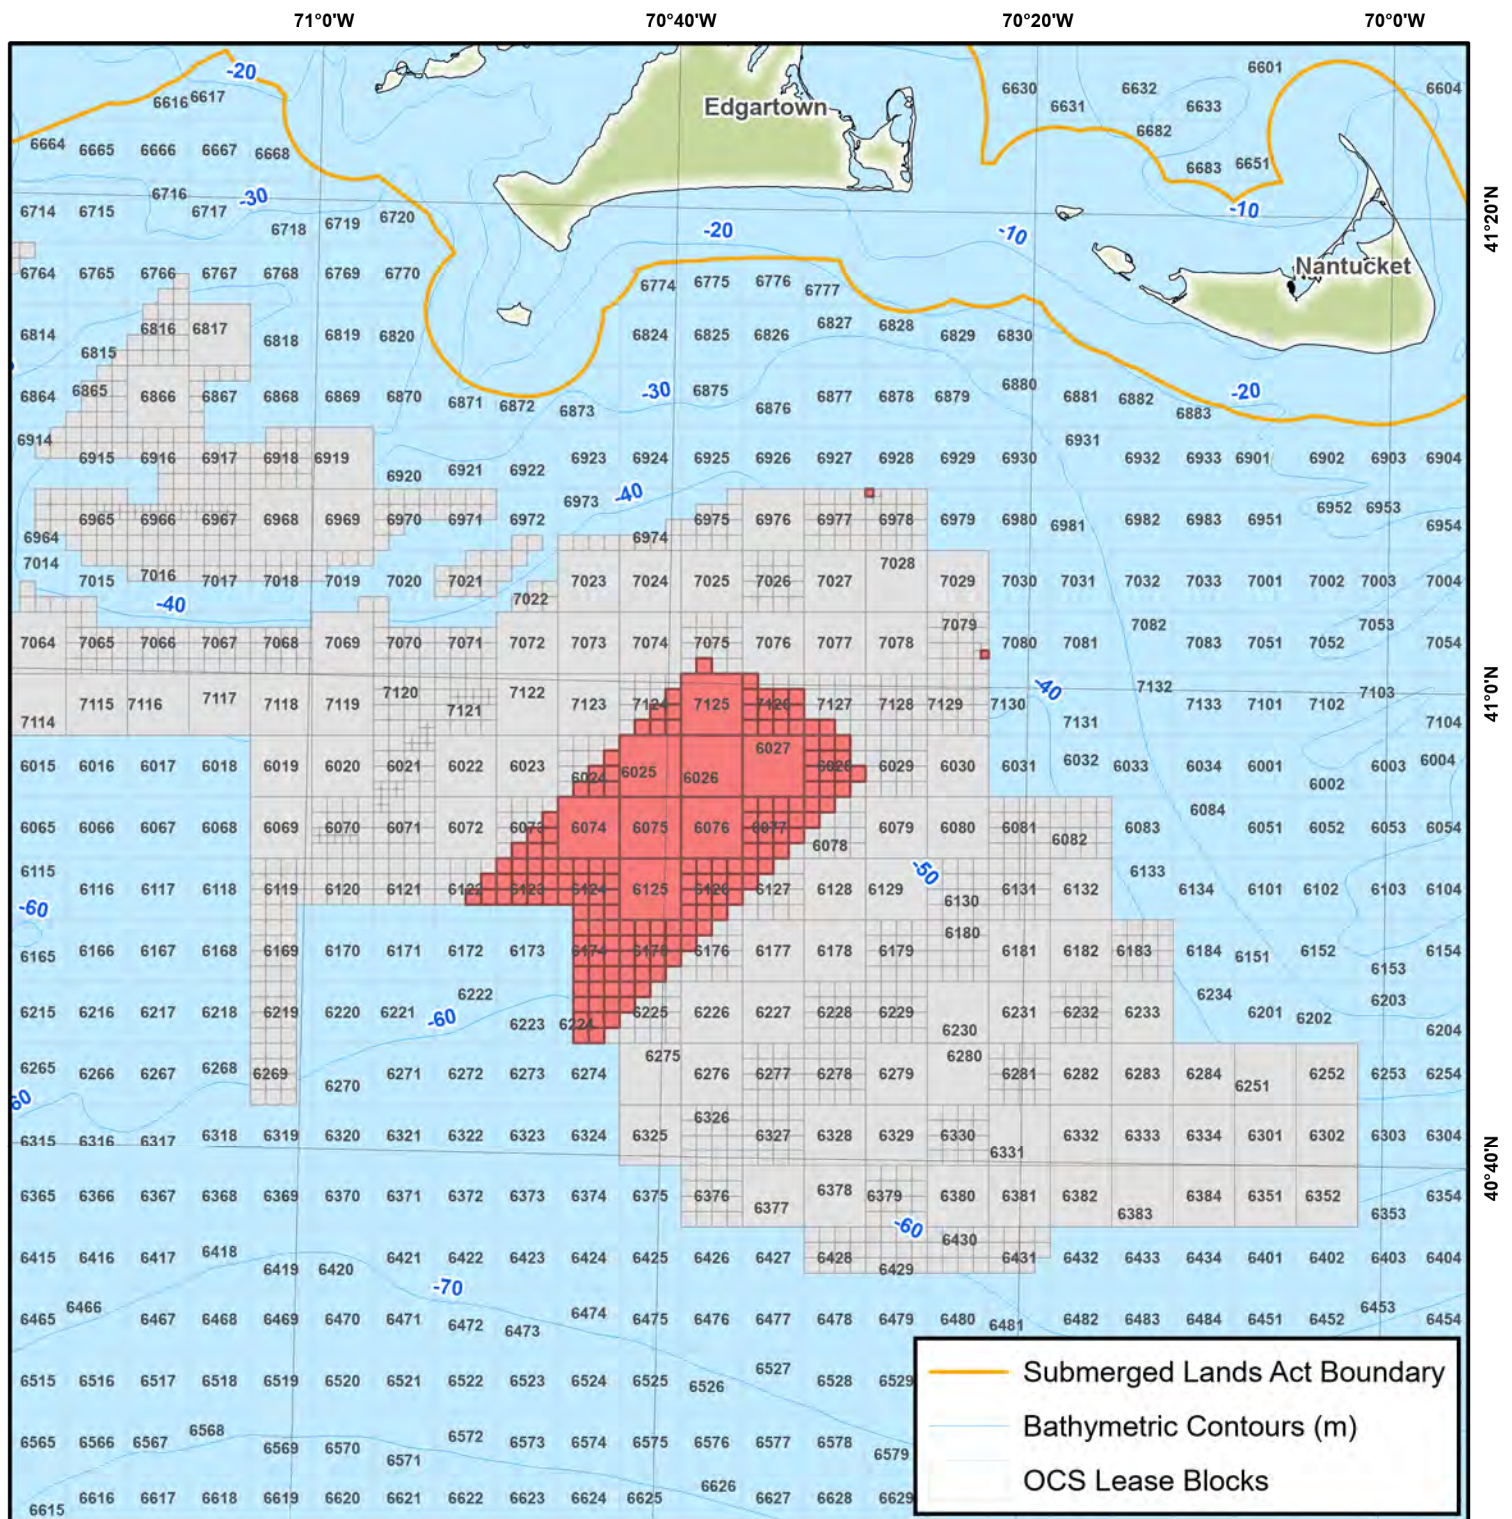 71°0'W 70°40'W 70°20'W 70°0'W
-20 6601
6616 6617 Edgartown 6630 6631 6632 6633 6604
6682
6664 6665 6666 6667 6668 6683 6651
6716 -30
6714 6715 6717 6718 6719 6720 -10 41°20'N
-20 -10
6764 6765 6766 6767 6768 6769 6770 Nantucket
6774 6775 6776 6777
6814 6815 6816 6817 6818 6819 6820 6824 6825 6826 6827 6828 6829 6830
6864 6865 6866 6867 6868 6869 6870 6871 6872 6873 -30 6875 6876 6877 6878 6879 6880 6881 6882 6883 -20
6914 6931
6915 6916 6917 6918 6919 6920 6921 6922 6923 6924 6925 6926 6927 6928 6929 6930 6932 6933 6901 6902 6903 6904
6973 -40 6952 6953
6964 6965 6966 6967 6968 6969 6970 6971 6972 6974 6975 6976 6977 6978 6979 6980 6981 6982 6983 6951 6954
7014 7028
7015 7016 7017 7018 7019 7020 7021 7022 7023 7024 7025 7026 7027 7029 7030 7031 7032 7033 7001 7002 7003 7004
-40
7079 7082 7053
7064 7065 7066 7067 7068 7069 7070 7071 7072 7073 7074 7075 7076 7077 7078 7080 7081 7083 7051 7052 7054
-40 7132 7103 41°0'N
7114 7115 7116 7117 7118 7119 7120 7121 7122 7123 7124 7125 7126 7127 7128 7129 7130 7131 7133 7101 7102 7104
6027
6015 6016 6017 6018 6019 6020 6021 6022 6023 6024 6025 6026 6028 6029 6030 6031 6032 6033 6034 6001 6002 6003 6004
6084
6065 6066 6067 6068 6069 6070 6071 6072 6073 6074 6075 6076 6077 6078 6079 6080 6081 6082 6083 6051 6052 6053 6054
6115 -50 6133
6116 6117 6118 6119 6120 6121 6122 6123 6124 6125 6126 6127 6128 6129 6130 6131 6132 6134 6101 6102 6103 6104
-60 6180
6165 6166 6167 6168 6169 6170 6171 6172 6173 6174 6175 6176 6177 6178 6179 6181 6182 6183 6184 6151 6152 6153 6154
6222 6234 6203
6215 6216 6217 6218 6219 6220 6221 -60 6223 6224 6225 6226 6227 6228 6229 6230 6231 6232 6233 6201 6202 6204
6275 6280
6265 6266 6267 6268 6269 6270 6271 6272 6273 6274 6276 6277 6278 6279 6281 6282 6283 6284 6251 6252 6253 6254
60 6326
6315 6316 6317 6318 6319 6320 6321 6322 6323 6324 6325 6327 6328 6329 6330 6331 6332 6333 6334 6301 6302 6303 6304
40°40'N
6365 6366 6367 6368 6369 6370 6371 6372 6373 6374 6375 6376 6377 6378 6379 6380 6381 6382 6383 6384 6351 6352 6353 6354
-60 6430
6415 6416 6417 6418 6419 6420 6421 6422 6423 6424 6425 6426 6427 6428 6429 6431 6432 6433 6434 6401 6402 6403 6404
-70
6465 6466 6467 6468 6469 6470 6471 6472 6473 6474 6475 6476 6477 6478 6479 6480 6481 6482 6483 6484 6451 6452 6453 6454
6527
6515 6516 6517 6518 6519 6520 6521 6522 6523 6524 6525 6526 6528 6529
6565 6566 6567 6568 6569 6570 6571 6572 6573 6574 6575 6576 6577 6578 6579
6626
6615 6616 6617 6618 6619 6620 6621 6622 6623 6624 6625 6627 6628 6629
Submerged Lands Act Boundary
Bathymetric Contours (m)
OCS Lease Blocks